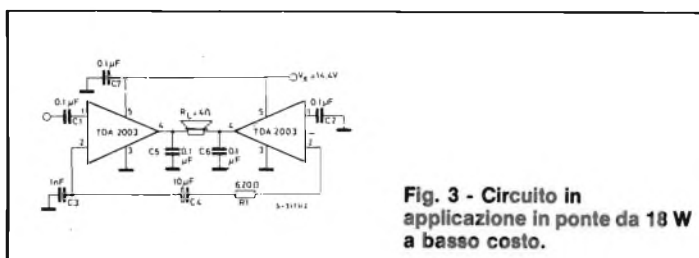 0.1µF
C7
Vs=14.4V
0.1µF
C1
1
5
TDA 2003
4
2
3
RL=4Ω
C5
0.1
µF
C6
0.1
µF
4
5
TDA 2003
1
2
3
0.1µF
C2
1nF
C3
10µF
C4
620Ω
R1
Fig. 3 - Circuito in
applicazione in ponte da 18 W
a basso costo.